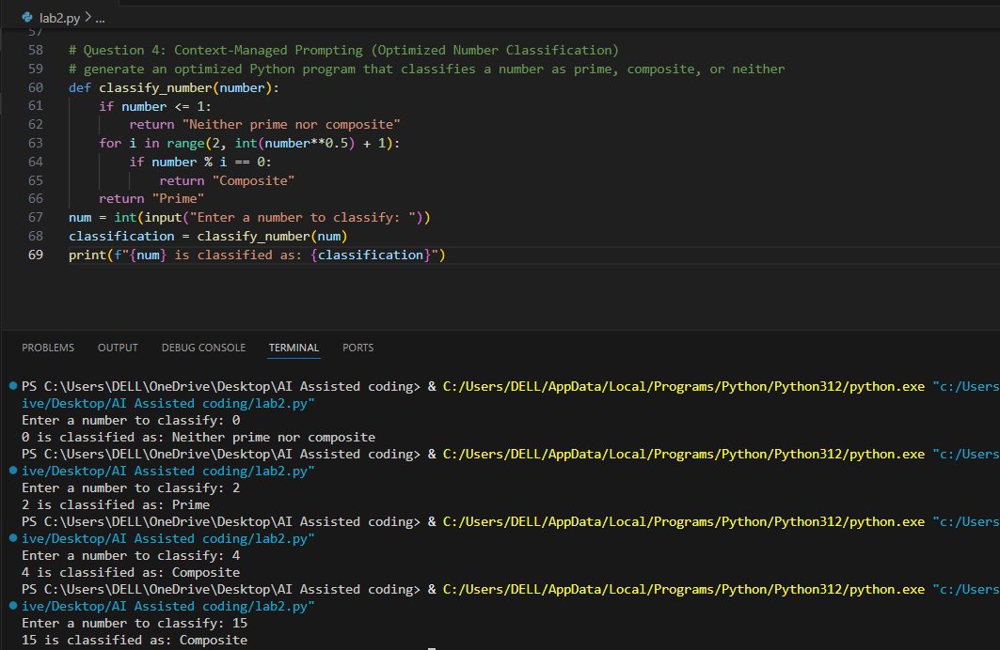 lab2.py > ...
57
58 # Question 4: Context-Managed Prompting (Optimized Number Classification)
59 # generate an optimized Python program that classifies a number as prime, composite, or neither
60 def classify_number(number):
61     if number <= 1:
62         return "Neither prime nor composite"
63     for i in range(2, int(number**0.5) + 1):
64         if number % i == 0:
65             return "Composite"
66     return "Prime"
67 num = int(input("Enter a number to classify: "))
68 classification = classify_number(num)
69 print(f"{num} is classified as: {classification}")
PROBLEMS OUTPUT DEBUG CONSOLE TERMINAL PORTS
PS C:\Users\DELL\OneDrive\Desktop\AI Assisted coding> & C:/Users/DELL/AppData/Local/Programs/Python/Python312/python.exe "c:/Users
ive/Desktop/AI Assisted coding/lab2.py"
Enter a number to classify: 0
0 is classified as: Neither prime nor composite
PS C:\Users\DELL\OneDrive\Desktop\AI Assisted coding> & C:/Users/DELL/AppData/Local/Programs/Python/Python312/python.exe "c:/Users
ive/Desktop/AI Assisted coding/lab2.py"
Enter a number to classify: 2
2 is classified as: Prime
PS C:\Users\DELL\OneDrive\Desktop\AI Assisted coding> & C:/Users/DELL/AppData/Local/Programs/Python/Python312/python.exe "c:/Users
ive/Desktop/AI Assisted coding/lab2.py"
Enter a number to classify: 4
4 is classified as: Composite
PS C:\Users\DELL\OneDrive\Desktop\AI Assisted coding> & C:/Users/DELL/AppData/Local/Programs/Python/Python312/python.exe "c:/Users
ive/Desktop/AI Assisted coding/lab2.py"
Enter a number to classify: 15
15 is classified as: Composite